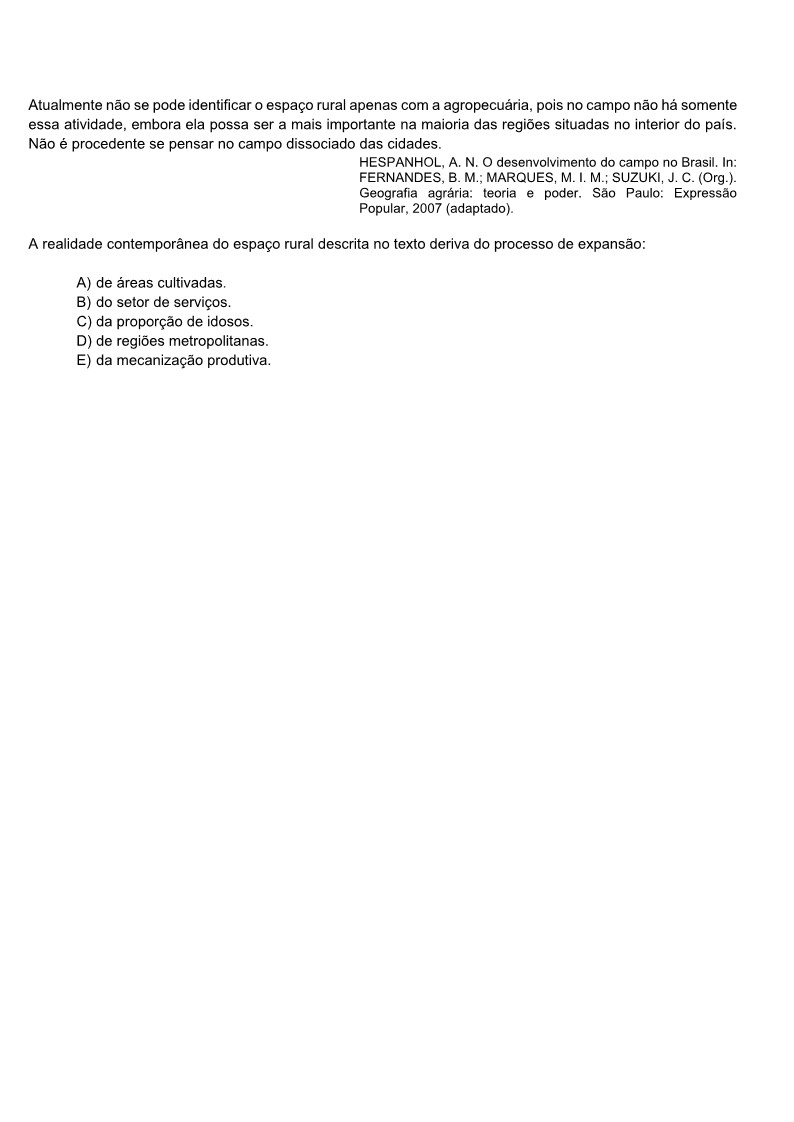 Atualmente não se pode identificar o espaço rural apenas com a agropecuária, pois no campo não há somente
essa atividade, embora ela possa ser a mais importante na maioria das regiões situadas no interior do país.
Não é procedente se pensar no campo dissociado das cidades.
HESPANHOL, A. N. O desenvolvimento do campo no Brasil. In:
FERNANDES, B. M.; MARQUES, M. I. M.; SUZUKI, J. C. (Org.).
Geografia agrária: teoria e poder. São Paulo: Expressão
Popular, 2007 (adaptado).
A realidade contemporânea do espaço rural descrita no texto deriva do processo de expansão:
A) de áreas cultivadas.
B) do setor de serviços.
C) da proporção de idosos.
D) de regiões metropolitanas.
E) da mecanização produtiva.